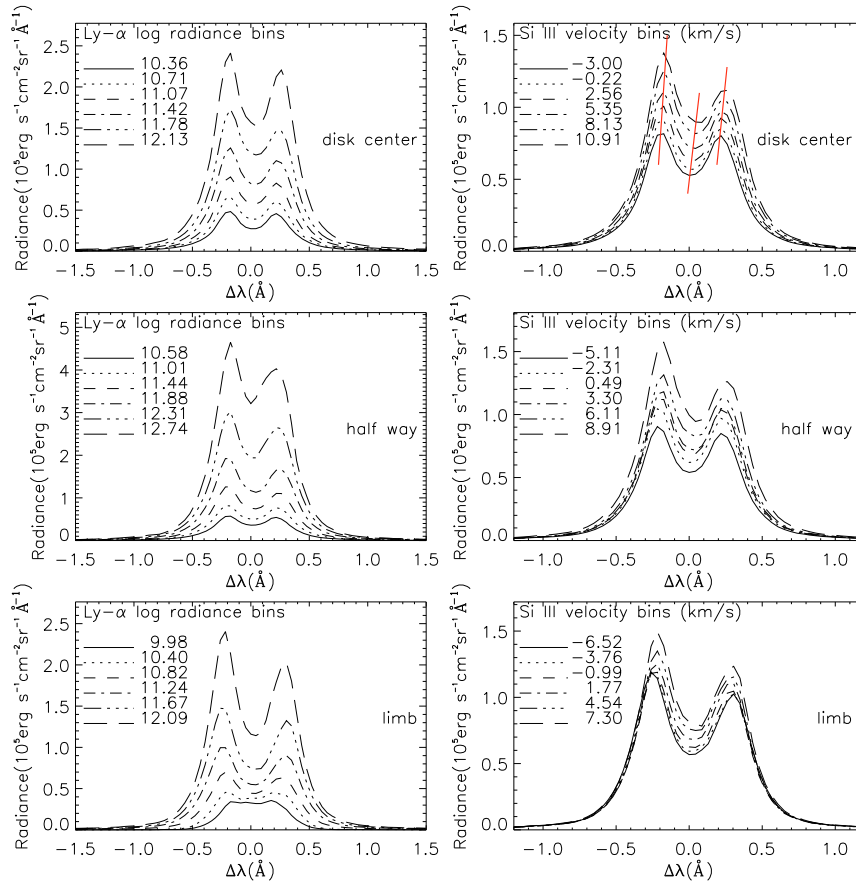 Ly-α log radiance bins
10.36
10.71
11.07
11.42
11.78
12.13
disk center
Radiance(10⁵erg s⁻¹cm⁻²sr⁻¹Å⁻¹)
2.5
2.0
1.5
1.0
0.5
0.0
−1.5 −1.0 −0.5 0.0 0.5 1.0 1.5
Δλ(Å)
Si III velocity bins (km/s)
−3.00
−0.22
2.56
5.35
8.13
10.91
disk center
Radiance(10⁵erg s⁻¹cm⁻²sr⁻¹Å⁻¹)
1.5
1.0
0.5
0.0
−1.0 −0.5 0.0 0.5 1.0
Δλ(Å)
Ly-α log radiance bins
10.58
11.01
11.44
11.88
12.31
12.74
half way
Radiance(10⁵erg s⁻¹cm⁻²sr⁻¹Å⁻¹)
5
4
3
2
1
0
−1.5 −1.0 −0.5 0.0 0.5 1.0 1.5
Δλ(Å)
Si III velocity bins (km/s)
−5.11
−2.31
0.49
3.30
6.11
8.91
half way
Radiance(10⁵erg s⁻¹cm⁻²sr⁻¹Å⁻¹)
1.5
1.0
0.5
0.0
−1.0 −0.5 0.0 0.5 1.0
Δλ(Å)
Ly-α log radiance bins
9.98
10.40
10.82
11.24
11.67
12.09
limb
Radiance(10⁵erg s⁻¹cm⁻²sr⁻¹Å⁻¹)
2.5
2.0
1.5
1.0
0.5
0.0
−1.5 −1.0 −0.5 0.0 0.5 1.0 1.5
Δλ(Å)
Si III velocity bins (km/s)
−6.52
−3.76
−0.99
1.77
4.54
7.30
limb
Radiance(10⁵erg s⁻¹cm⁻²sr⁻¹Å⁻¹)
1.5
1.0
0.5
0.0
−1.0 −0.5 0.0 0.5 1.0
Δλ(Å)